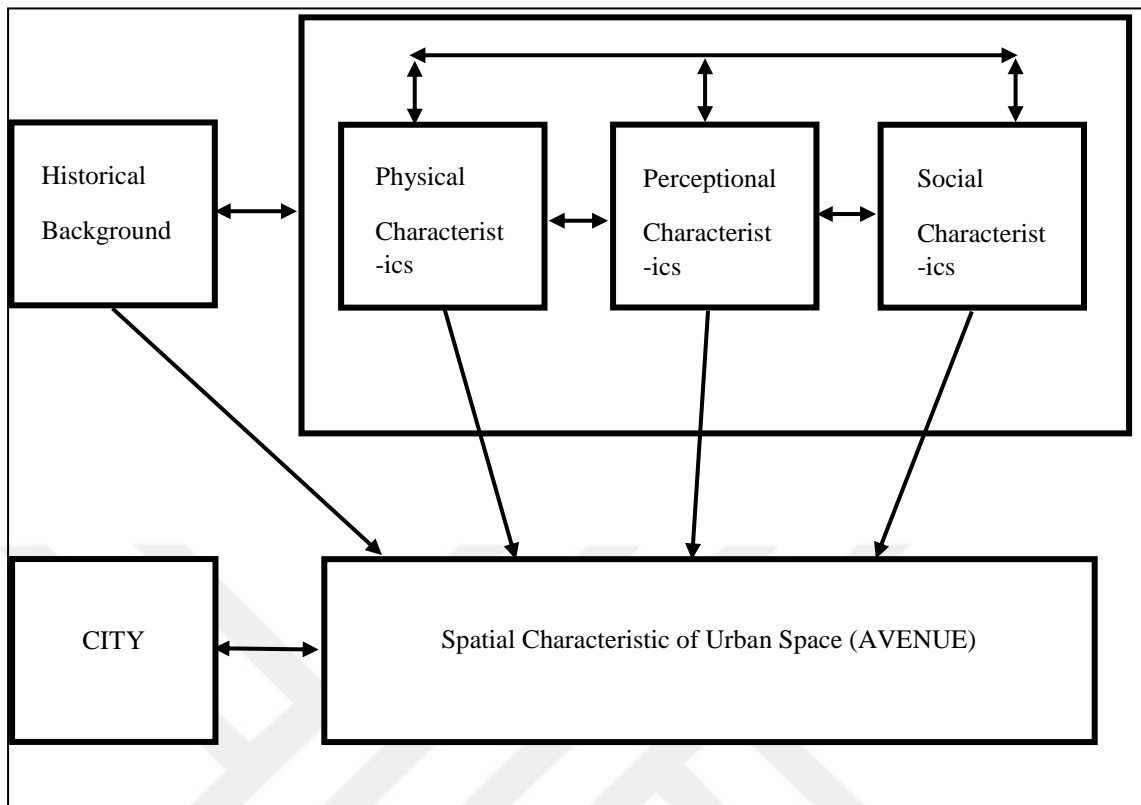 Historical
Background
Physical
Characterist
-ics
Perceptional
Characterist
-ics
Social
Characterist
-ics
CITY
Spatial Characteristic of Urban Space (AVENUE)